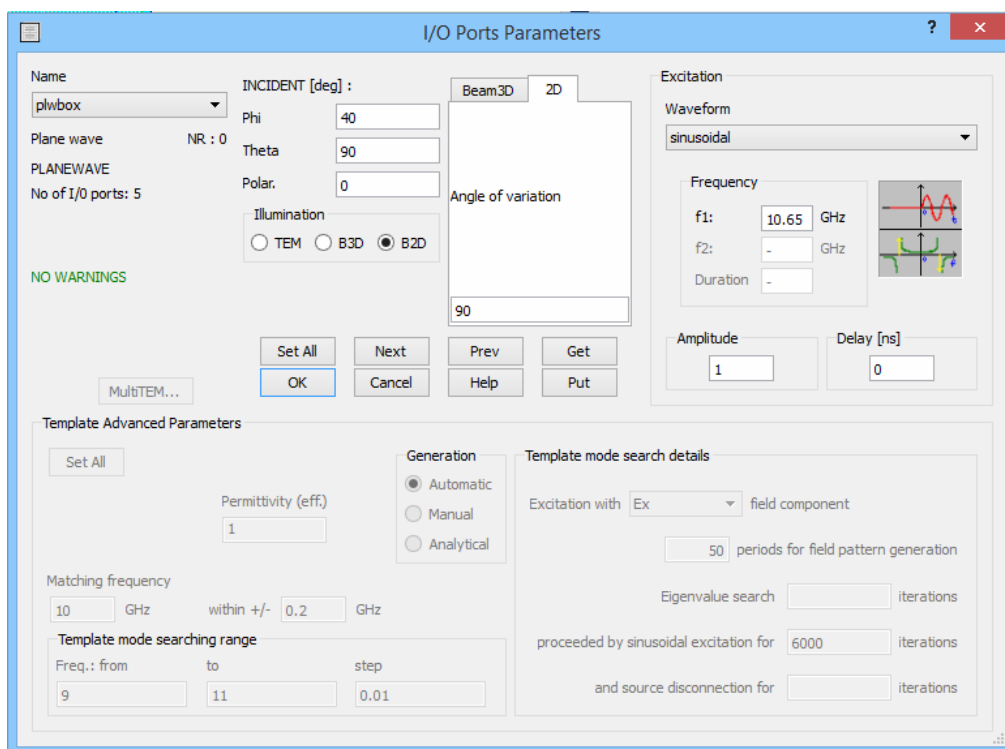 I/O Ports Parameters
?
×
Name
plwbox
Plane wave NR : 0
PLANEWAVE
No of I/0 ports: 5
NO WARNINGS
MultiTEM...
INCIDENT [deg] :
Phi 40
Theta 90
Polar. 0
Illumination
TEM B3D B2D
Beam3D 2D
Angle of variation
90
Set All Next Prev Get
OK Cancel Help Put
Excitation
Waveform
sinusoidal
Frequency
f1: 10.65 GHz
f2: - GHz
Duration -
Amplitude
1
Delay [ns]
0
Template Advanced Parameters
Set All
Permittivity (eff.)
1
Generation
Automatic
Manual
Analytical
Matching frequency
10 GHz within +/- 0.2 GHz
Template mode searching range
Freq.: from to step
9 11 0.01
Template mode search details
Excitation with Ex field component
50 periods for field pattern generation
Eigenvalue search iterations
proceeded by sinusoidal excitation for 6000 iterations
and source disconnection for iterations